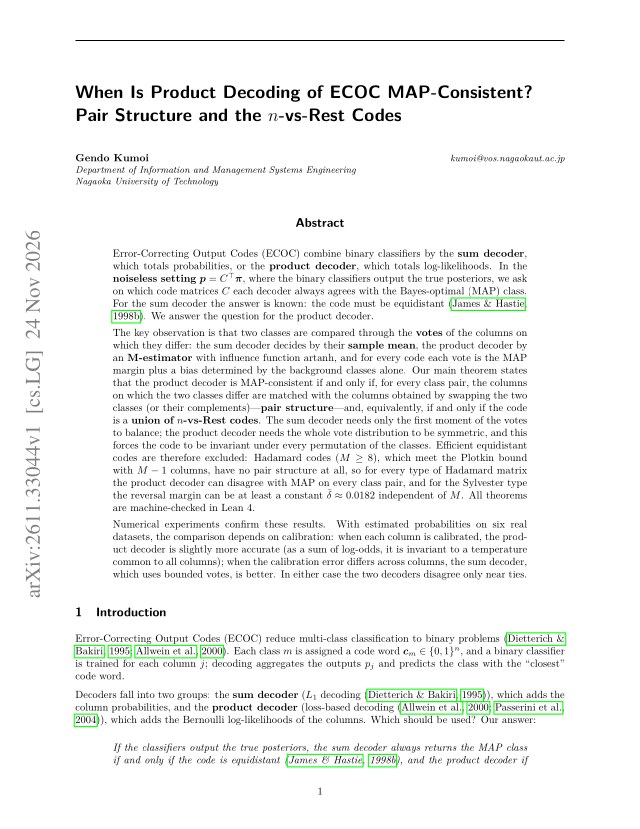 When Is Product Decoding of ECOC MAP-Consistent?
Pair Structure and the n-vs-Rest Codes
Gendo Kumoi kumoi@vos.nagaokaut.ac.jp
Department of Information and Management Systems Engineering
Nagaoka University of Technology
Abstract
Error-Correcting Output Codes (ECOC) combine binary classifiers by the sum decoder,
which totals probabilities, or the product decoder, which totals log-likelihoods. In the
noiseless setting p = C⊤π, where the binary classifiers output the true posteriors, we ask
on which code matrices C each decoder always agrees with the Bayes-optimal (MAP) class.
For the sum decoder the answer is known: the code must be equidistant (James & Hastie,
1998b). We answer the question for the product decoder.
The key observation is that two classes are compared through the votes of the columns on
which they differ: the sum decoder decides by their sample mean, the product decoder by
an M-estimator with influence function artanh, and for every code each vote is the MAP
margin plus a bias determined by the background classes alone. Our main theorem states
that the product decoder is MAP-consistent if and only if, for every class pair, the columns
on which the two classes differ are matched with the columns obtained by swapping the two
classes (or their complements)—pair structure—and, equivalently, if and only if the code
is a union of n-vs-Rest codes. The sum decoder needs only the first moment of the votes
to balance; the product decoder needs the whole vote distribution to be symmetric, and this
forces the code to be invariant under every permutation of the classes. Efficient equidistant
codes are therefore excluded: Hadamard codes (M ≥ 8), which meet the Plotkin bound
with M − 1 columns, have no pair structure at all, so for every type of Hadamard matrix
the product decoder can disagree with MAP on every class pair, and for the Sylvester type
the reversal margin can be at least a constant δ̄ ≈ 0.0182 independent of M. All theorems
are machine-checked in Lean 4.
Numerical experiments confirm these results. With estimated probabilities on six real
datasets, the comparison depends on calibration: when each column is calibrated, the prod-
uct decoder is slightly more accurate (as a sum of log-odds, it is invariant to a temperature
common to all columns); when the calibration error differs across columns, the sum decoder,
which uses bounded votes, is better. In either case the two decoders disagree only near ties.
1 Introduction
Error-Correcting Output Codes (ECOC) reduce multi-class classification to binary problems (Dietterich &
Bakiri, 1995; Allwein et al., 2000). Each class m is assigned a code word cₘ ∈ {0, 1}ⁿ, and a binary classifier
is trained for each column j; decoding aggregates the outputs pⱼ and predicts the class with the “closest”
code word.
Decoders fall into two groups: the sum decoder (L₁ decoding (Dietterich & Bakiri, 1995)), which adds the
column probabilities, and the product decoder (loss-based decoding (Allwein et al., 2000; Passerini et al.,
2004)), which adds the Bernoulli log-likelihoods of the columns. Which should be used? Our answer:
If the classifiers output the true posteriors, the sum decoder always returns the MAP class
if and only if the code is equidistant (James & Hastie, 1998b), and the product decoder if
1
arXiv:2611.33044v1 [cs.LG] 24 Nov 2026